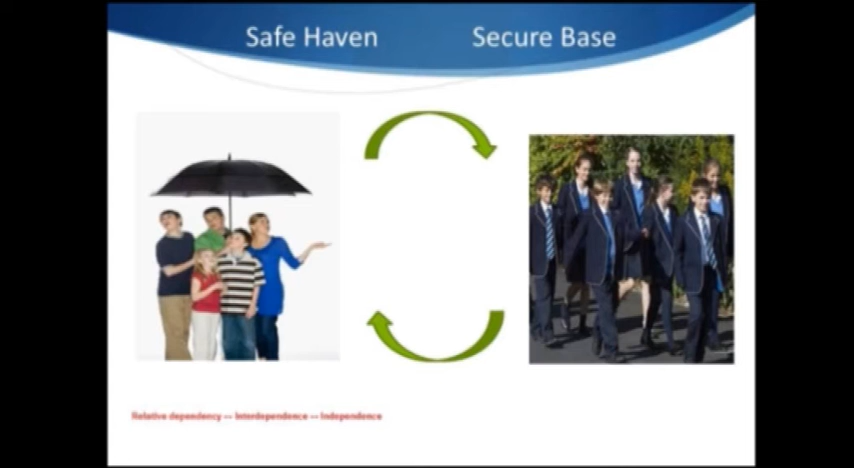 Safe Haven
Secure Base
Relative dependency — Interdependence — Independence